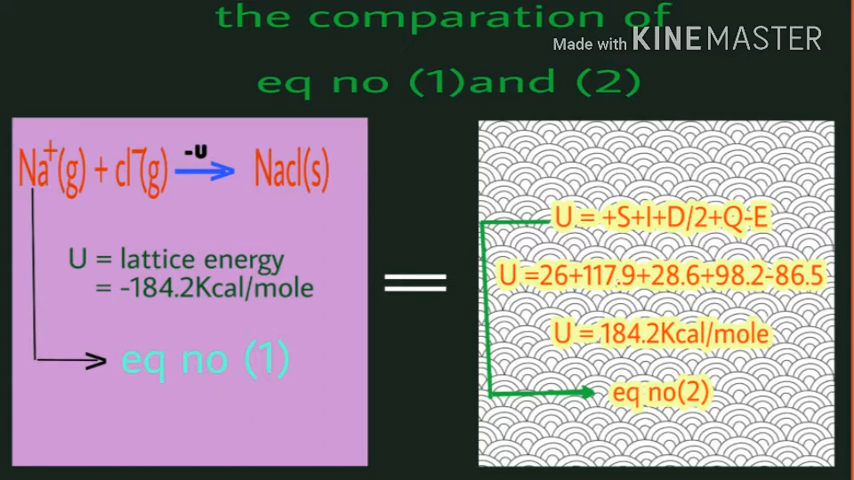 the comparation of
Made with KINEMASTER
eq no (1)and (2)
Na⁺(g) + cl⁻(g) -U Nacl(s)
U = lattice energy
= -184.2Kcal/mole
> eq no (1)
=
U = +S+I+D/2+Q-E
U =26+117.9+28.6+98.2-86.5
U = 184.2Kcal/mole
eq no(2)